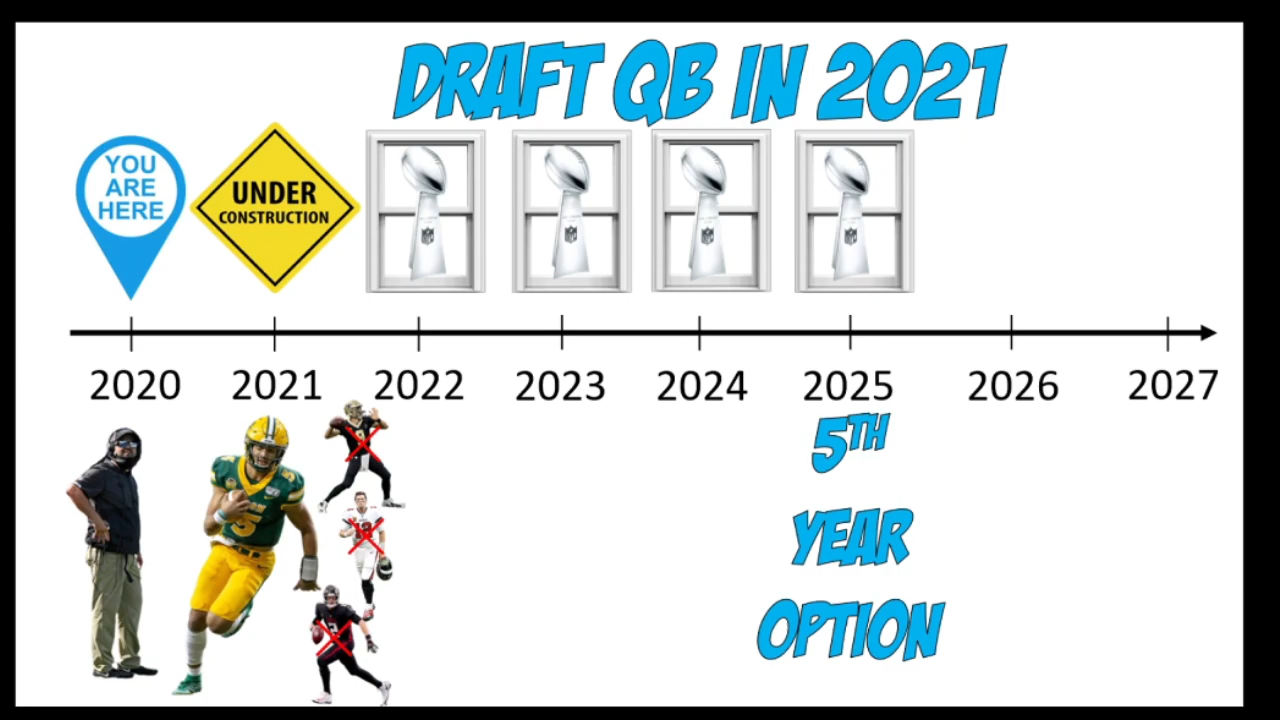 DRAFT QB IN 2021
YOU
ARE
HERE
UNDER
CONSTRUCTION
2020 2021 2022 2023 2024 2025 2026 2027
5TH
YEAR
OPTION